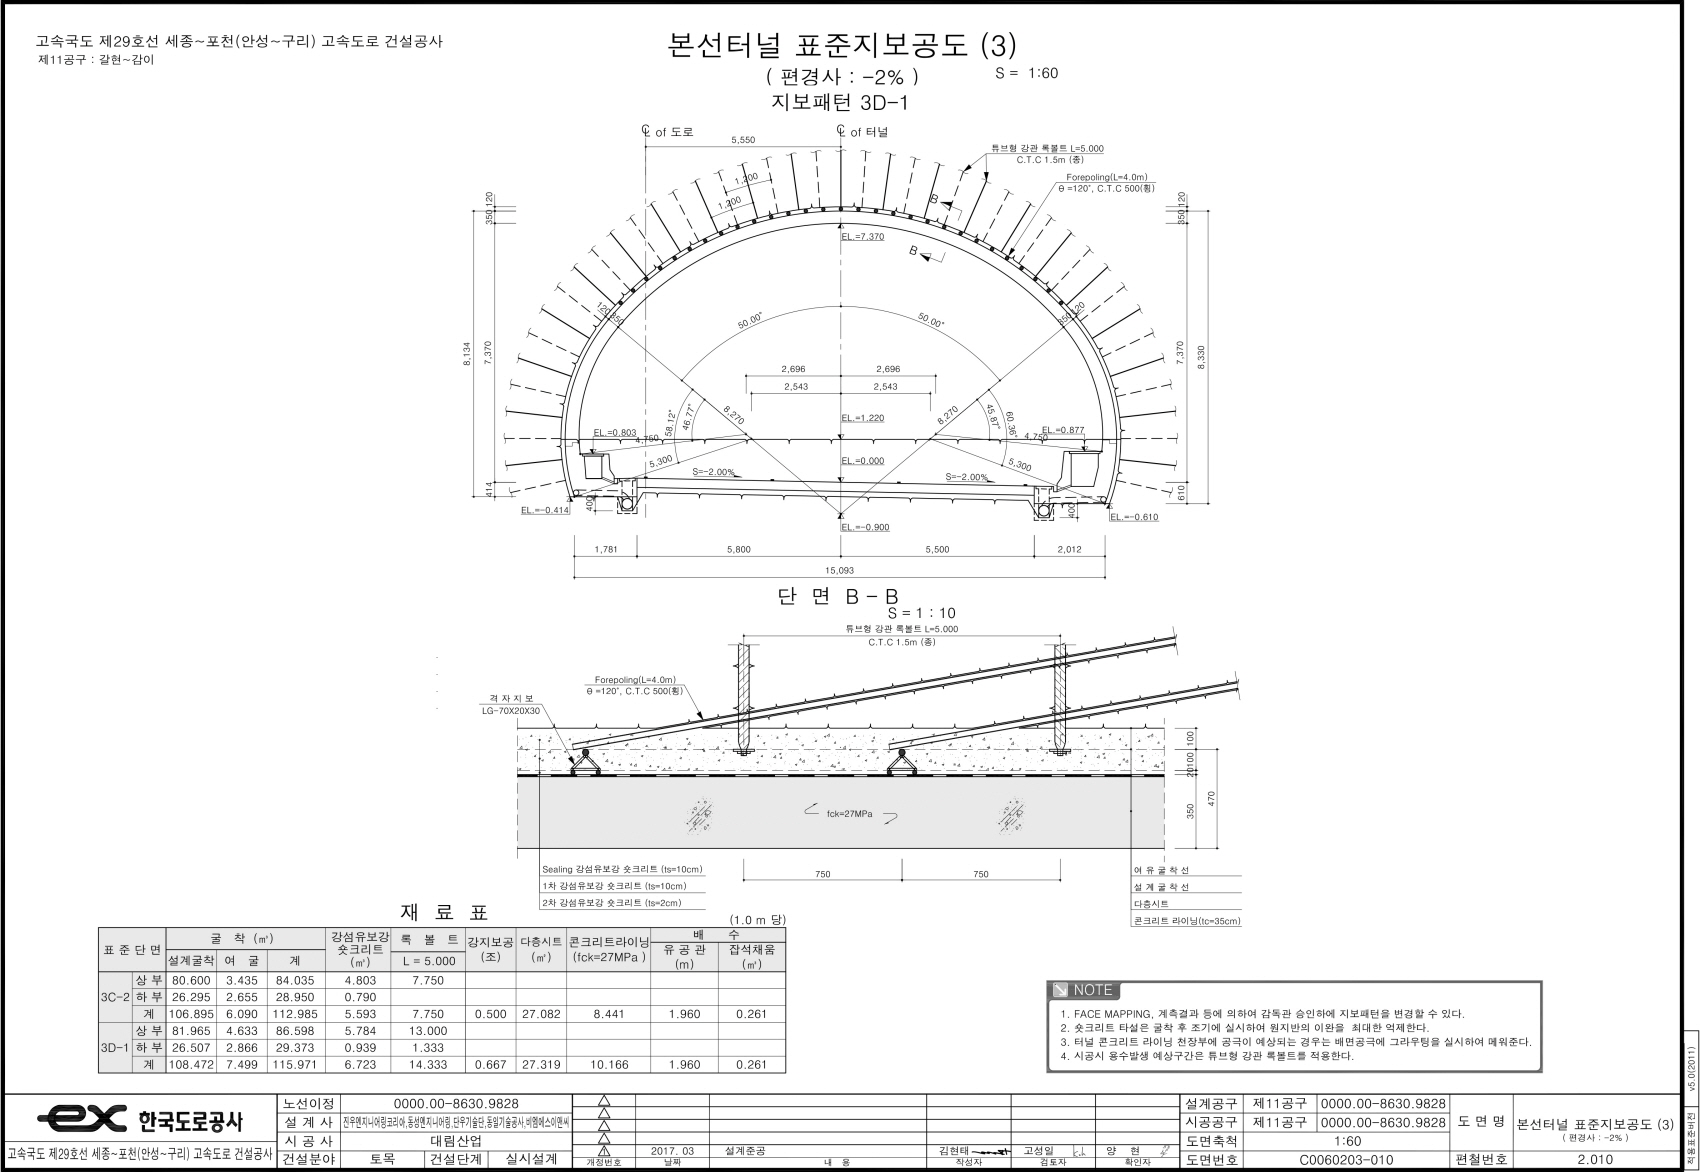 고속국도 제29호선 세종~포천(안성~구리) 고속도로 건설공사
제11공구 : 갈현~감이
본선터널 표준지보공도 (3)
( 편경사 : -2% )
S = 1:60
지보패턴 3D-1
℄ of 도로
℄ of 터널
5,550
튜브형 강관 록볼트 L=5.000
C.T.C 1.5m (종)
Forepoling(L=4.0m)
θ =120°, C.T.C 500(횡)
1,200
1,200
B
B
120
350
120
350
EL.=7.370
120
350
350
120
50.00°
50.00°
8,134
7,370
7,370
8,330
2,696
2,696
2,543
2,543
58.12°
46.77°
8,270
EL.=1.220
8,270
45.87°
60.36°
EL.=0.803
4,750
4,750
EL.=0.877
5,300
EL.=0.000
5,300
S=-2.00%
S=-2.00%
414
400
610
400
EL.=-0.414
EL.=-0.900
EL.=-0.610
1,781
5,800
5,500
2,012
15,093
단 면 B - B
S = 1 : 10
튜브형 강관 록볼트 L=5.000
C.T.C 1.5m (종)
Forepoling(L=4.0m)
θ =120°, C.T.C 500(횡)
격 자 지 보
LG-70X20X30
100
100
20
350
470
fck=27MPa
Sealing 강섬유보강 숏크리트 (ts=10cm)
1차 강섬유보강 숏크리트 (ts=10cm)
2차 강섬유보강 숏크리트 (ts=2cm)
750
750
여 유 굴 착 선
설 계 굴 착 선
다층시트
콘크리트 라이닝(tc=35cm)
재 료 표
(1.0 m 당)
표 준 단 면 굴 착 (㎥) 강섬유보강 숏크리트 (㎥) 록 볼 트 강지보공 (조) 다층시트 (㎡) 콘크리트라이닝 (fck=27MPa ) 배 수
설계굴착 여 굴 계 L = 5.000 유 공 관 (m) 잡석채움 (㎥)
상 부 80.600 3.435 84.035 4.803 7.750
3C-2 하 부 26.295 2.655 28.950 0.790
계 106.895 6.090 112.985 5.593 7.750 0.500 27.082 8.441 1.960 0.261
상 부 81.965 4.633 86.598 5.784 13.000
3D-1 하 부 26.507 2.866 29.373 0.939 1.333
계 108.472 7.499 115.971 6.723 14.333 0.667 27.319 10.166 1.960 0.261
NOTE
1. FACE MAPPING, 계측결과 등에 의하여 감독관 승인하에 지보패턴을 변경할 수 있다.
2. 숏크리트 타설은 굴착 후 조기에 실시하여 원지반의 이완을 최대한 억제한다.
3. 터널 콘크리트 라이닝 천장부에 공극이 예상되는 경우는 배면공극에 그라우팅을 실시하여 메워준다.
4. 시공시 용수발생 예상구간은 튜브형 강관 록볼트를 적용한다.
v5.0(2011)
적용표준버전
ex 한국도로공사
고속국도 제29호선 세종~포천(안성~구리) 고속도로 건설공사
노선이정 0000.00-8630.9828
설 계 사
시 공 사 대림산업
건설분야 토목 건설단계 실시설계
1 2017. 03 설계준공 김현태 고성일 양 현
개정번호 날짜 내 용 작성자 검토자 확인자
설계공구 제11공구 0000.00-8630.9828
시공공구 제11공구 0000.00-8630.9828
도면축척 1:60
도면번호 C0060203-010
도 면 명 본선터널 표준지보공도 (3)
( 편경사 : -2% )
편철번호 2.010